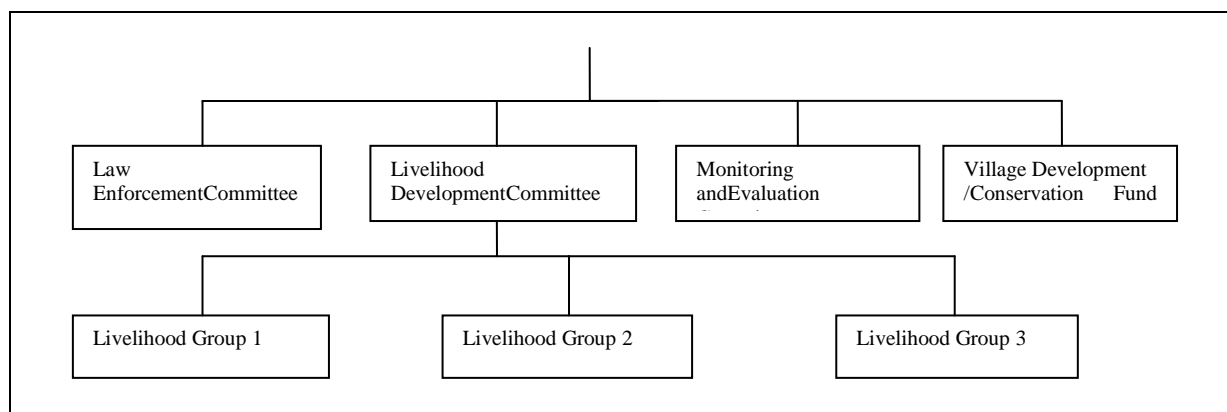 Law
EnforcementCommittee
Livelihood
DevelopmentCommittee
Monitoring
andEvaluation
Village Development
/Conservation Fund
Livelihood Group 1
Livelihood Group 2
Livelihood Group 3